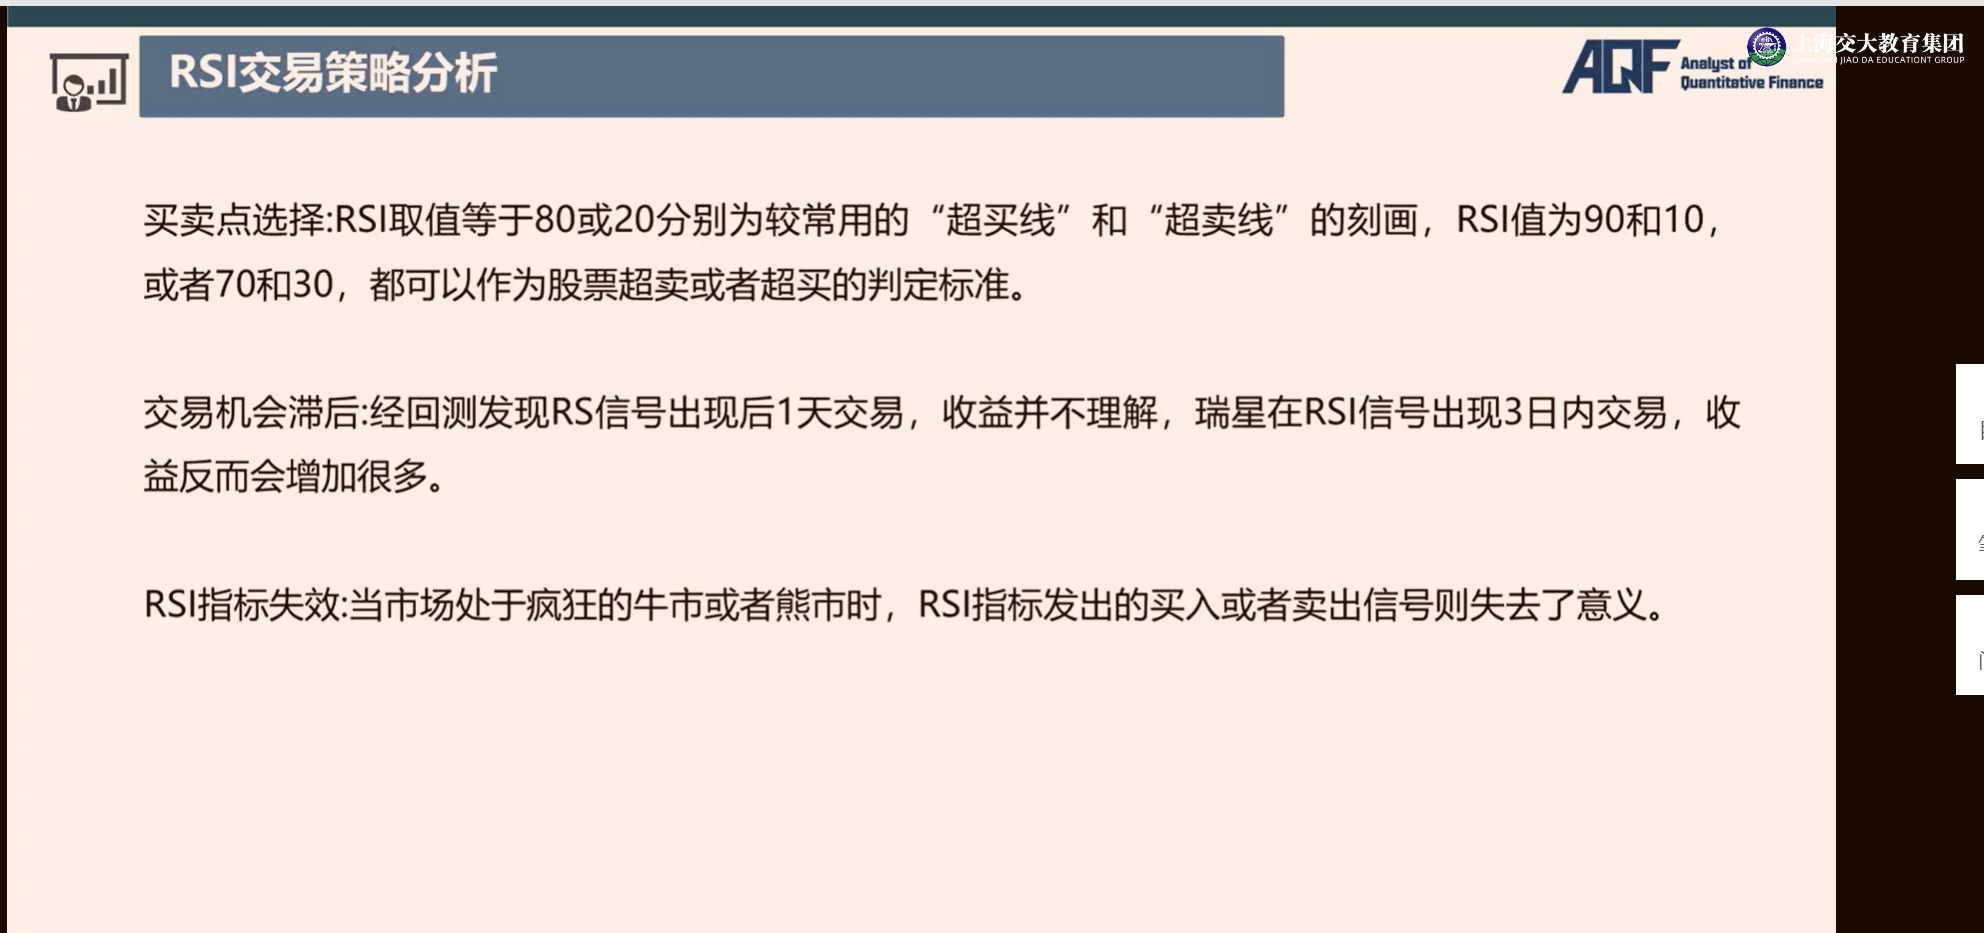 RSI交易策略分析
AQF Analyst of
Quantitative Finance
上海交大教育集团
JIAO DA EDUCATIONT GROUP
买卖点选择:RSI取值等于80或20分别为较常用的“超买线”和“超卖线”的刻画，RSI值为90和10，
或者70和30，都可以作为股票超卖或者超买的判定标准。
交易机会滞后:经回测发现RS信号出现后1天交易，收益并不理解，瑞星在RSI信号出现3日内交易，收
益反而会增加很多。
RSI指标失效:当市场处于疯狂的牛市或者熊市时，RSI指标发出的买入或者卖出信号则失去了意义。